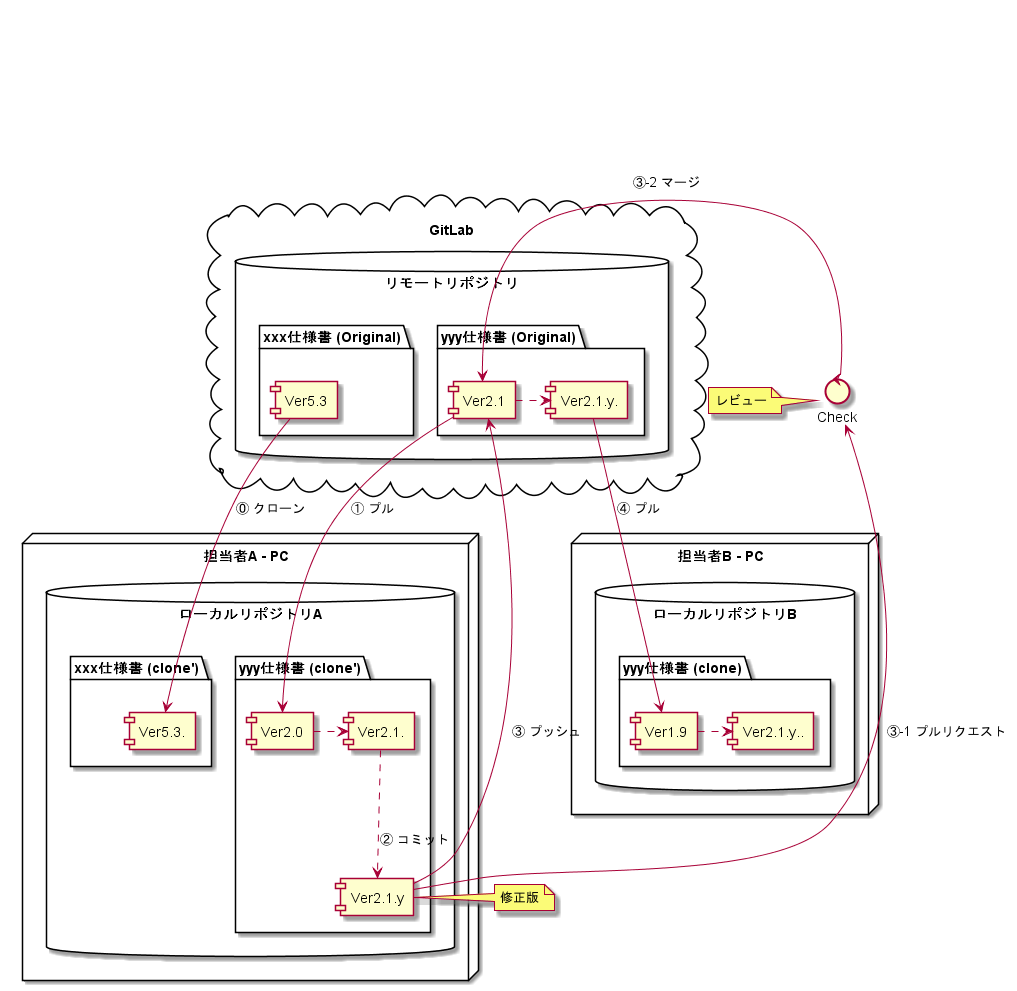 ③-2 マージ
GitLab
リモートリポジトリ
xxx仕様書 (Original)
yyy仕様書 (Original)
Ver5.3
Ver2.1
Ver2.1.y.
レビュー
Check
⓪ クローン
① プル
④ プル
担当者A - PC
担当者B - PC
ローカルリポジトリA
ローカルリポジトリB
xxx仕様書 (clone')
yyy仕様書 (clone')
yyy仕様書 (clone)
Ver5.3.
Ver2.0
Ver2.1.
③ プッシュ
Ver1.9
Ver2.1.y..
③-1 プルリクエスト
② コミット
Ver2.1.y
修正版